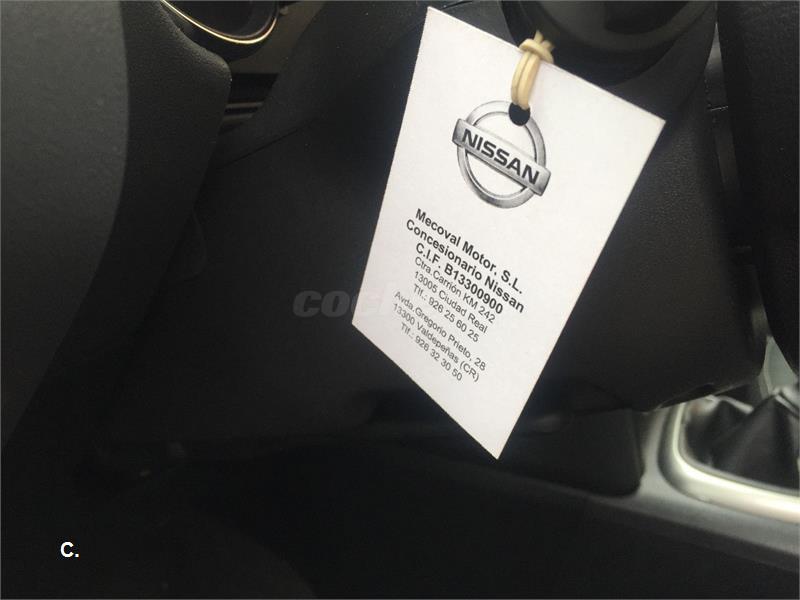 NISSAN
Mecoval Motor, S.L.
Concesionario Nissan
C.I.F. B13300900
Ctra.Carrión KM 242
13005 Ciudad Real
Tlf.: 926 25 60 25
Avda.Gregorio Prieto, 28
13300 Valdepeñas (CR)
Tlf.: 926 32 30 50
C.